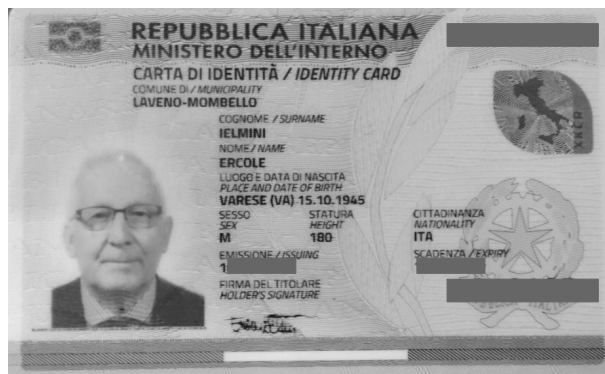 REPUBBLICA ITALIANA
MINISTERO DELL'INTERNO
CARTA DI IDENTITÀ / IDENTITY CARD
COMUNE DI / MUNICIPALITY
LAVENO-MOMBELLO
COGNOME / SURNAME
IELMINI
NOME / NAME
ERCOLE
LUOGO E DATA DI NASCITA
PLACE AND DATE OF BIRTH
VARESE (VA) 15.10.1945
SESSO STATURA CITTADINANZA
SEX HEIGHT NATIONALITY
M 180 ITA
EMISSIONE / ISSUING SCADENZA / EXPIRY
1
FIRMA DEL TITOLARE
HOLDER'S SIGNATURE